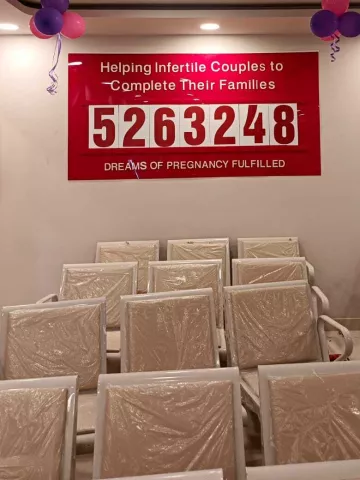 Helping Infertile Couples to
Complete Their Families
5263248
DREAMS OF PREGNANCY FULFILLED